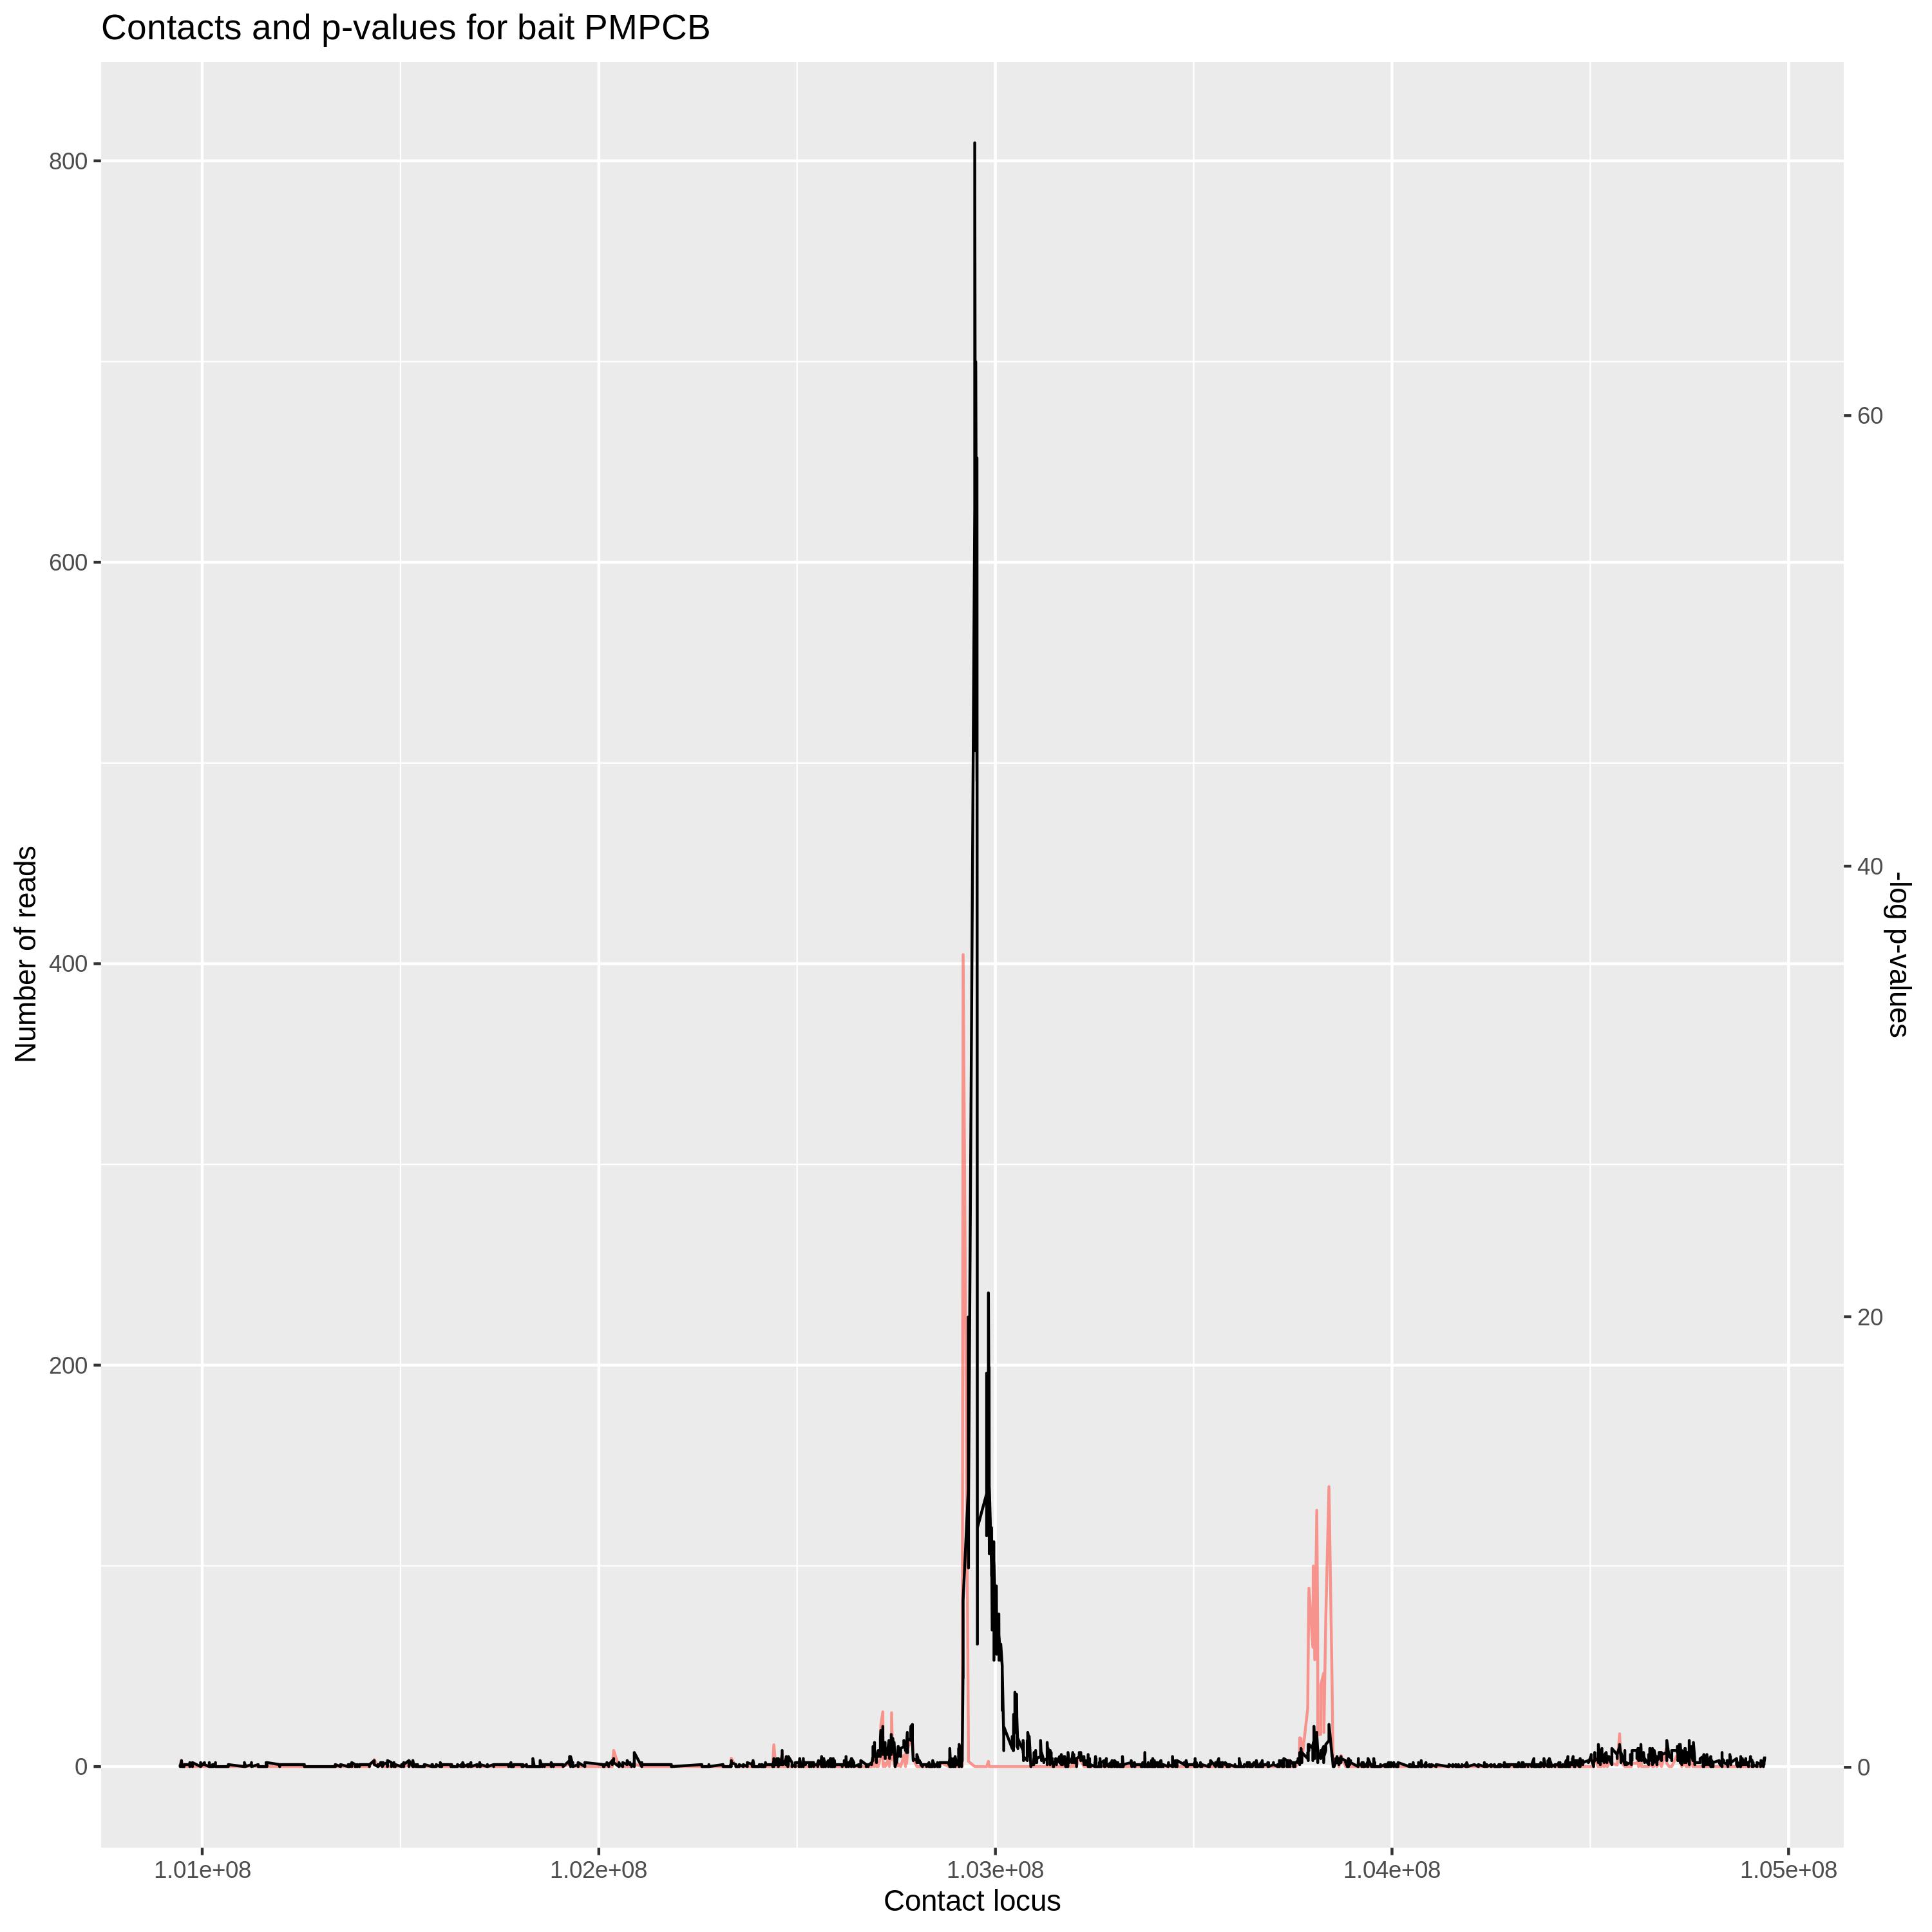 Contacts and p-values for bait PMPCB
800
600
400
200
0
Number of reads
60
40
20
0
-log p-values
1.01e+08
1.02e+08
1.03e+08
1.04e+08
1.05e+08
Contact locus